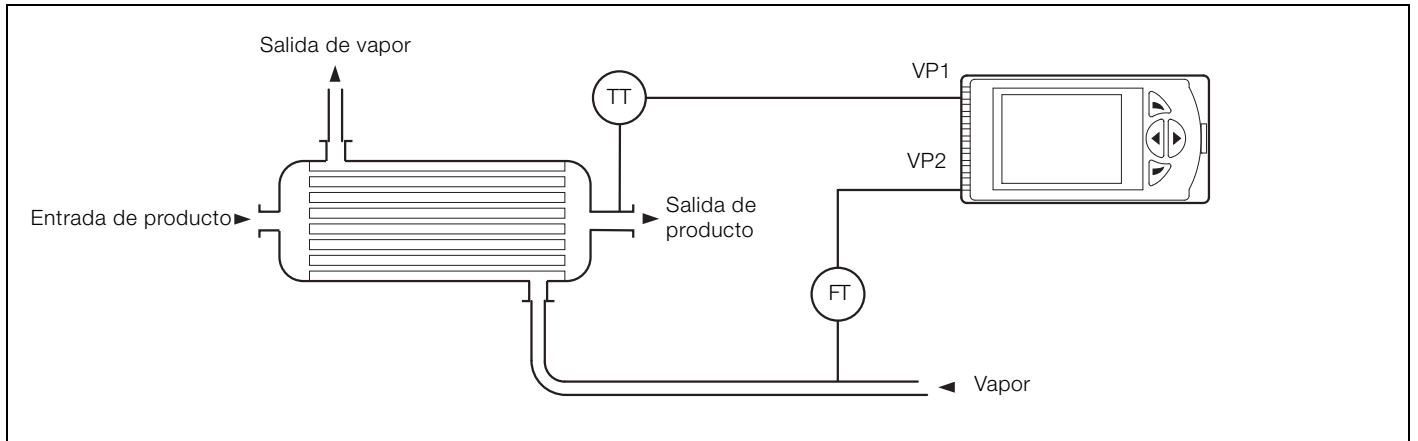 Salida de vapor
TT
VP1
VP2
Entrada de producto
Salida de
producto
FT
Vapor